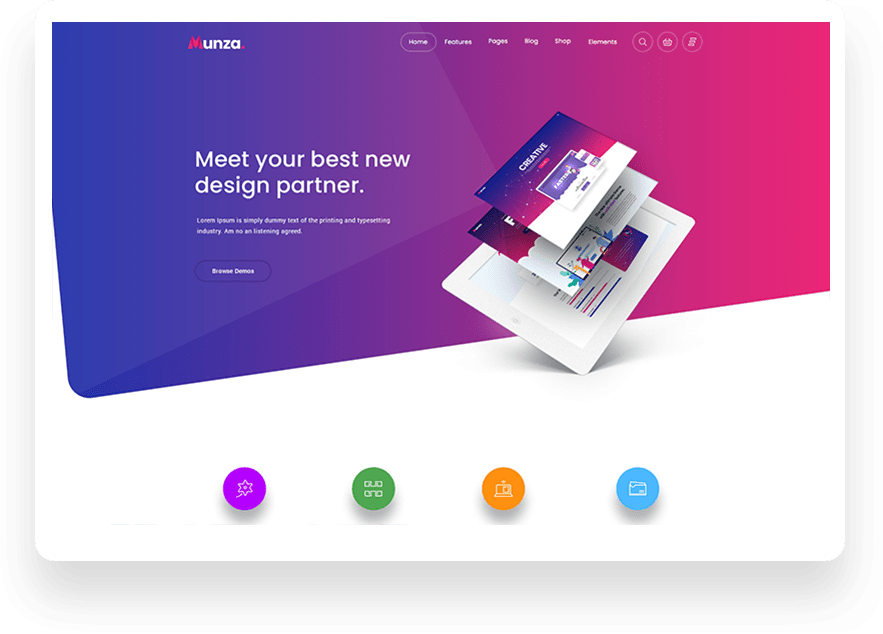 Munza.
Home
Features
Pages
Blog
Shop
Elements
Meet your best new
design partner.
Lorem Ipsum is simply dummy text of the printing and typesetting
industry. Am no an listening agreed.
Browse Demos
CREATIVE